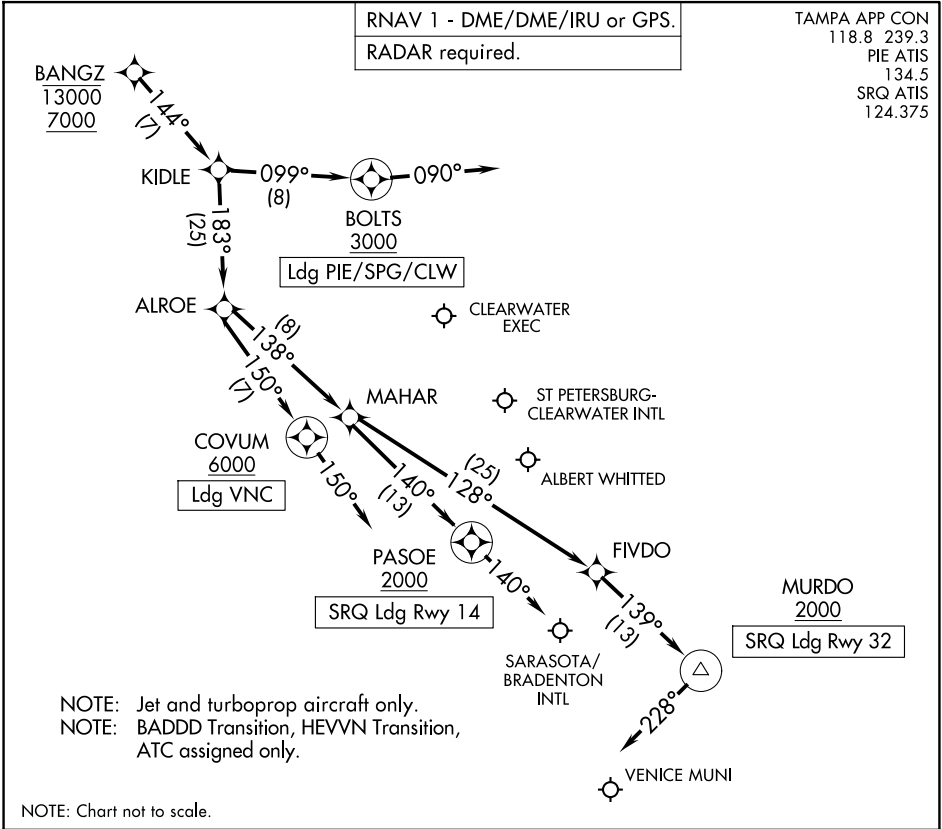 RNAV 1 - DME/DME/IRU or GPS.
RADAR required.
TAMPA APP CON
118.8 239.3
PIE ATIS
134.5
SRQ ATIS
124.375
BANGZ
13000
7000
144°
(7)
KIDLE
099°
(8)
090°
BOLTS
3000
Ldg PIE/SPG/CLW
183°
(25)
ALROE
CLEARWATER
EXEC
(8)
138°
150°
(7)
MAHAR
ST PETERSBURG-
CLEARWATER INTL
COVUM
6000
Ldg VNC
150°
140°
(13)
(25)
128°
ALBERT WHITTED
PASOE
2000
SRQ Ldg Rwy 14
140°
FIVDO
139°
(13)
MURDO
2000
SRQ Ldg Rwy 32
SARASOTA/
BRADENTON
INTL
228°
VENICE MUNI
NOTE: Jet and turboprop aircraft only.
NOTE: BADDD Transition, HEVVN Transition,
ATC assigned only.
NOTE: Chart not to scale.